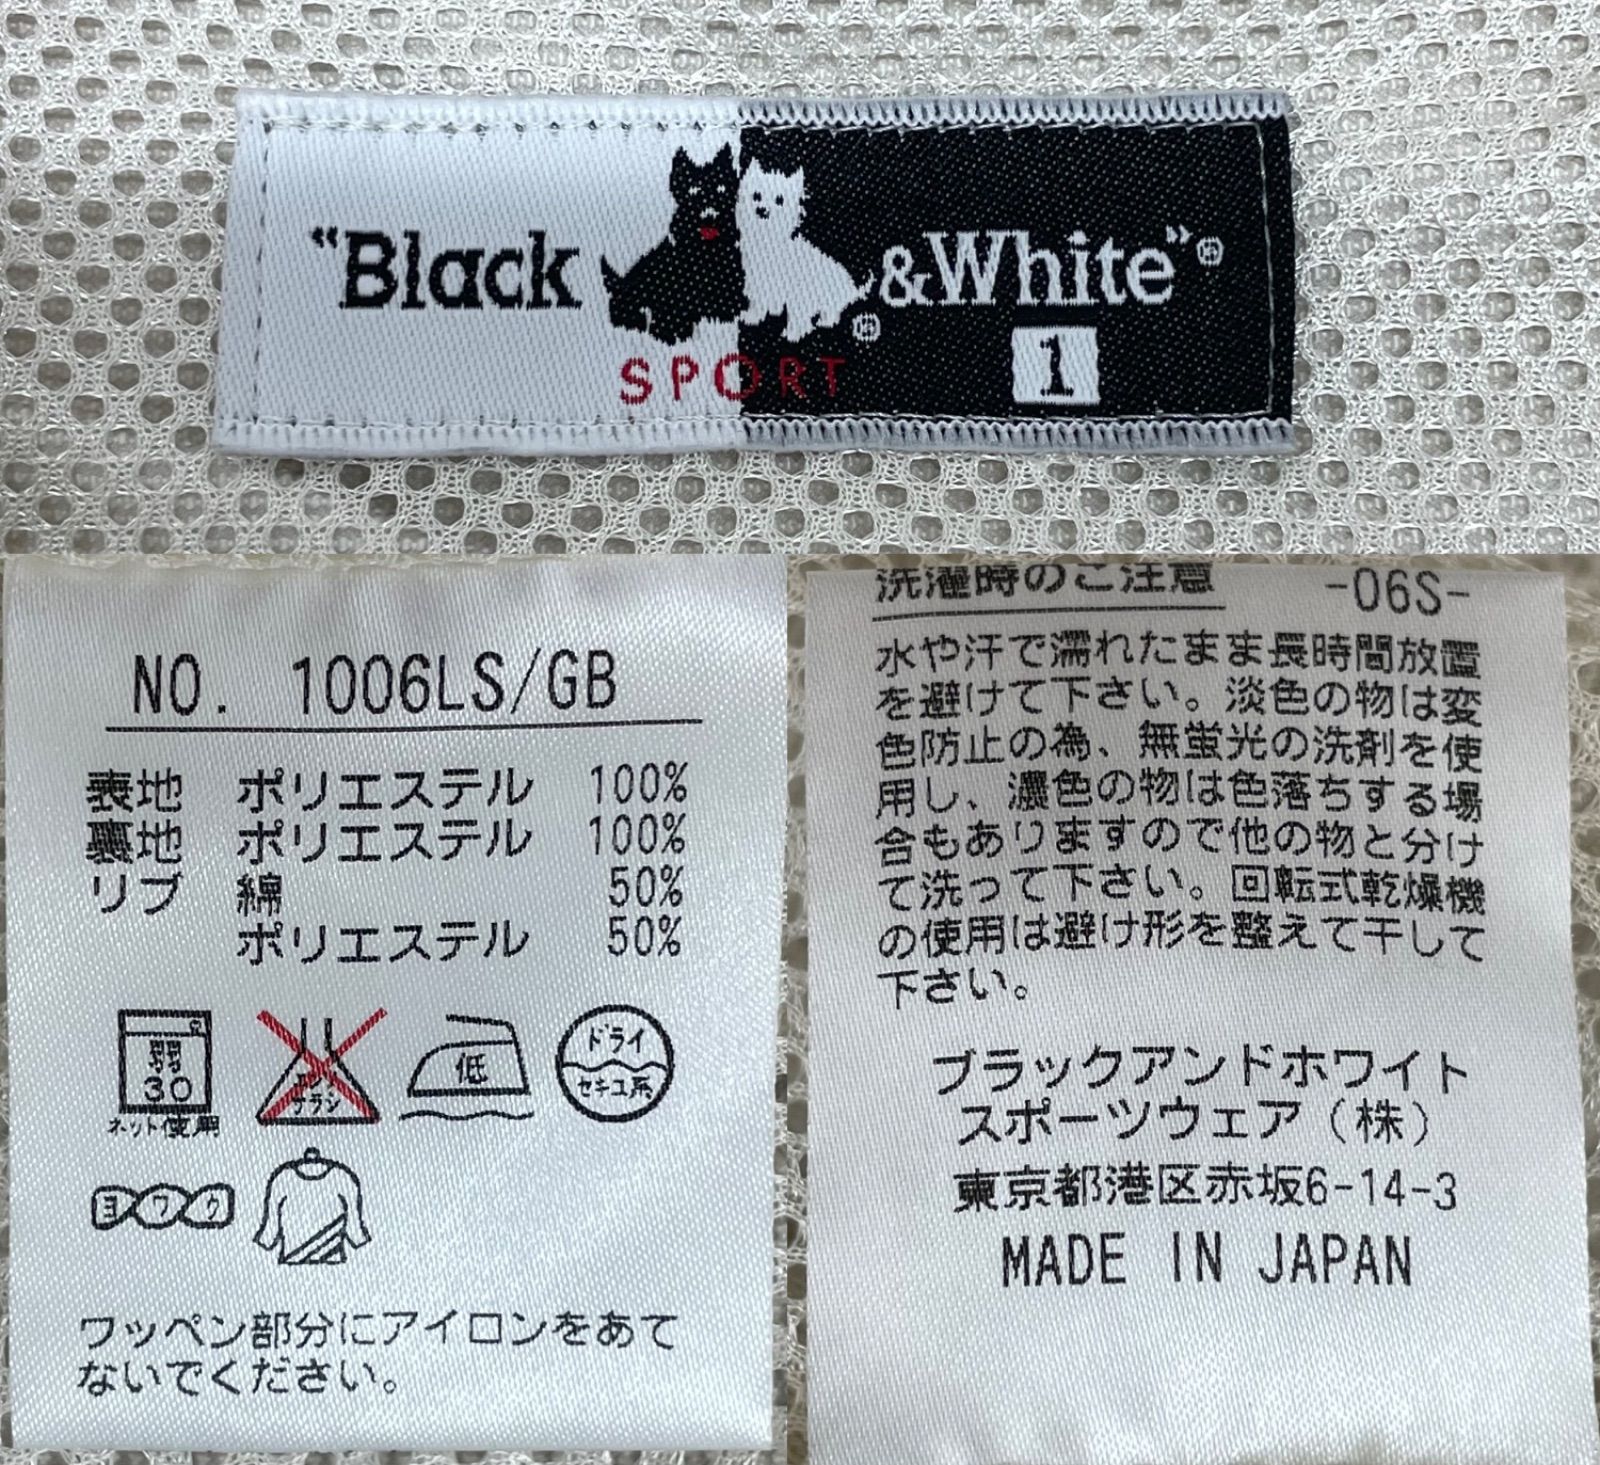 "Black & White"®
®
SPORT
1
NO. 1006LS/GB
表地 ポリエステル 100%
裏地 ポリエステル 100%
リブ 綿 50%
ポリエステル 50%
弱
30
ネット使用
エンソ
サラシ
低
ドライ
セキユ系
ヨワク
ワッペン部分にアイロンをあて
ないでください。
洗濯時のご注意 -06S-
水や汗で濡れたまま長時間放置
を避けて下さい。淡色の物は変
色防止の為、無蛍光の洗剤を使
用し、濃色の物は色落ちする場
合もありますので他の物と分け
て洗って下さい。回転式乾燥機
の使用は避け形を整えて干して
下さい。
ブラックアンドホワイト
スポーツウェア（株）
東京都港区赤坂6-14-3
MADE IN JAPAN